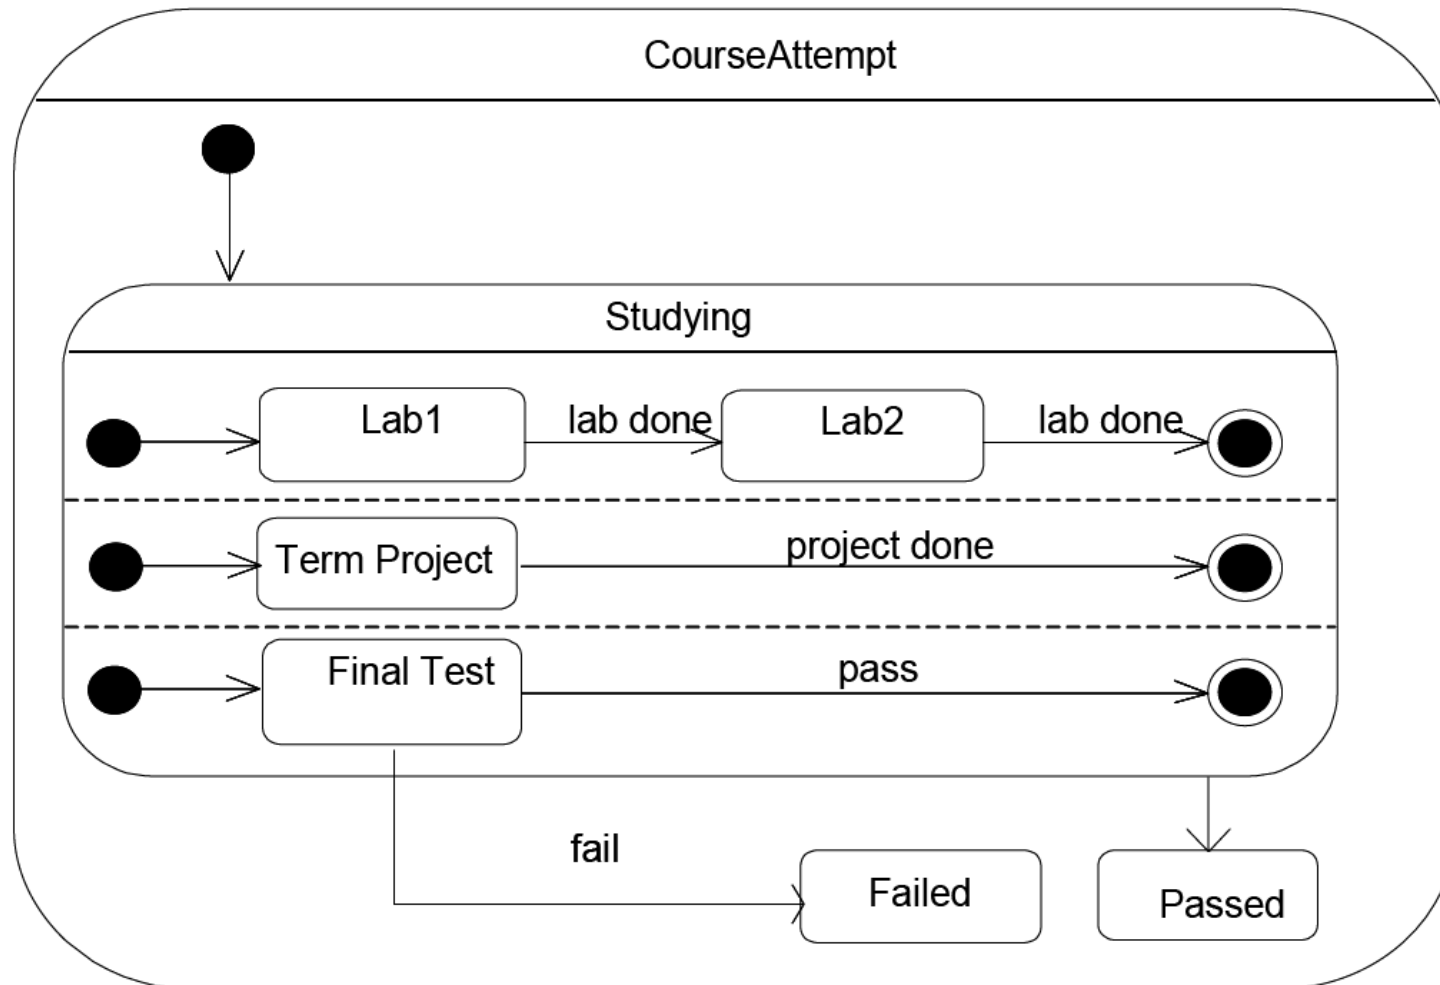 CourseAttempt
Studying
Lab1
lab done
Lab2
lab done
Term Project
project done
Final Test
pass
fail
Failed
Passed